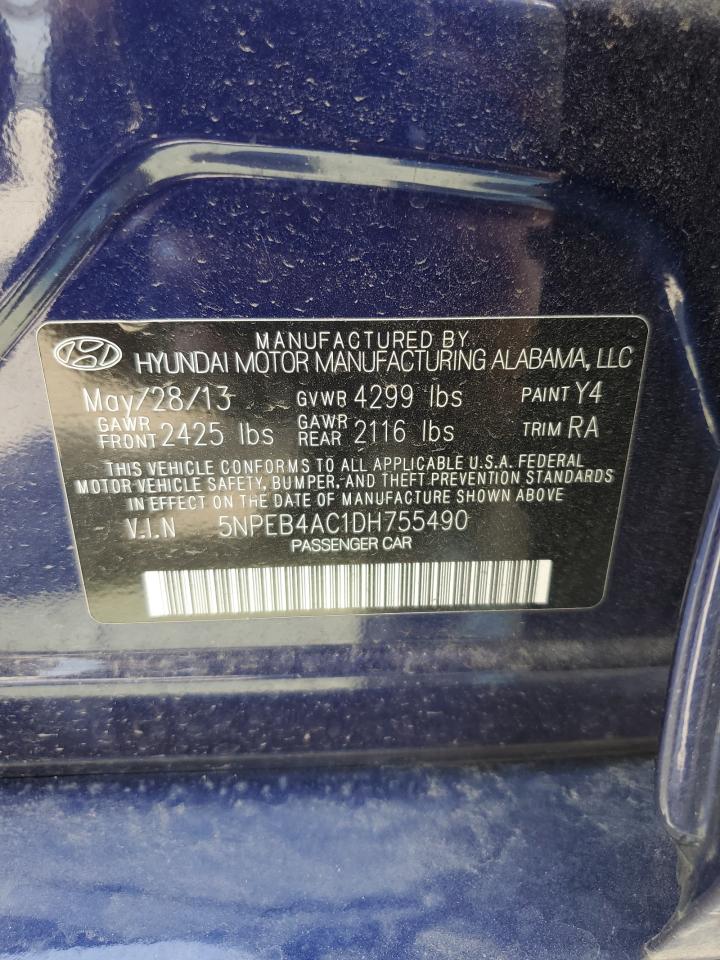 MANUFACTURED BY
HYUNDAI MOTOR MANUFACTURING ALABAMA, LLC
May/28/13 GVWR 4299 lbs PAINT Y4
GAWR FRONT 2425 lbs GAWR REAR 2116 lbs TRIM RA
THIS VEHICLE CONFORMS TO ALL APPLICABLE U.S.A. FEDERAL
MOTOR VEHICLE SAFETY, BUMPER, AND THEFT PREVENTION STANDARDS
IN EFFECT ON THE DATE OF MANUFACTURE SHOWN ABOVE
V.I.N 5NPEB4AC1DH755490
PASSENGER CAR